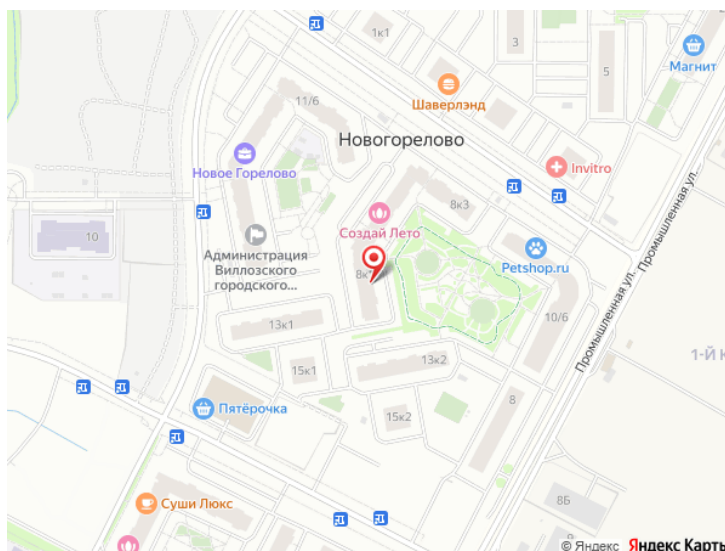 1к1
3
5
Магнит
Шаверлэнд
11/6
Новогорелово
Новое Горелово
Invitro
8к3
Создай Лето
10
Администрация
Виллозского
городского...
Petshop.ru
Промышленная ул.
Промышленная ул.
10/6
13к1
13к2
15к1
15к2
8
Пятёрочка
1-й к
Суши Люкс
8Б
© Яндекс Яндекс Карты